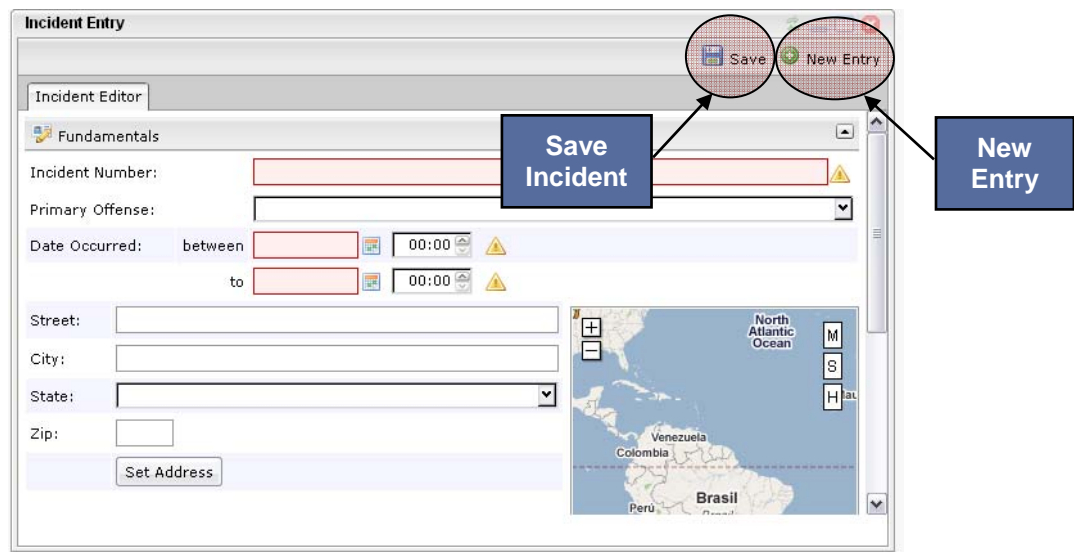 Incident Entry
Save
New Entry
Incident Editor
Fundamentals
Save
Incident
New
Entry
Incident Number:
Primary Offense:
Date Occurred: between 00:00
to 00:00
Street:
City:
State:
Zip:
Set Address
North
Atlantic
Ocean
M
S
H
Venezuela
Colombia
Brasil
Perú